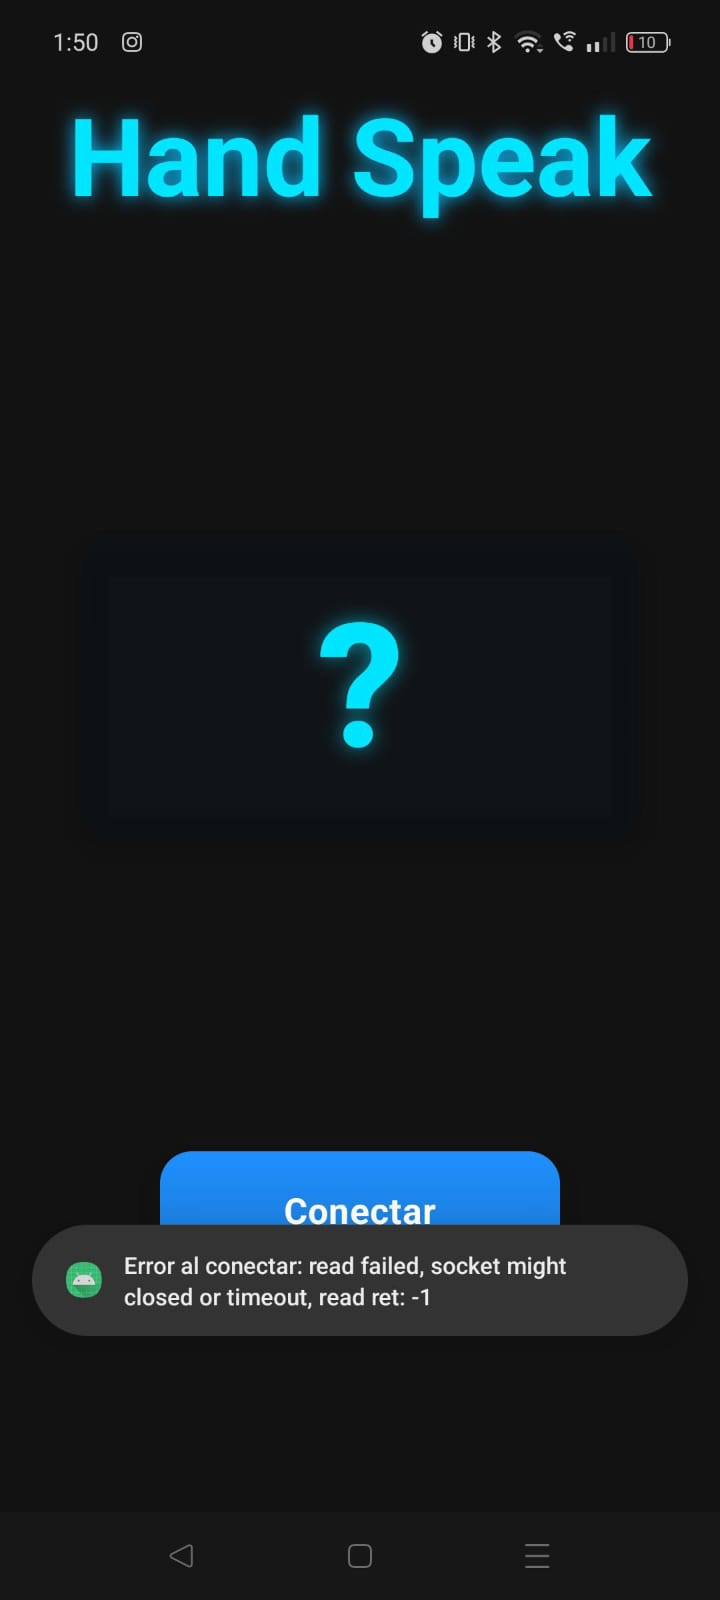 1:50
10
Hand Speak
?
Conectar
Error al conectar: read failed, socket might
closed or timeout, read ret: -1